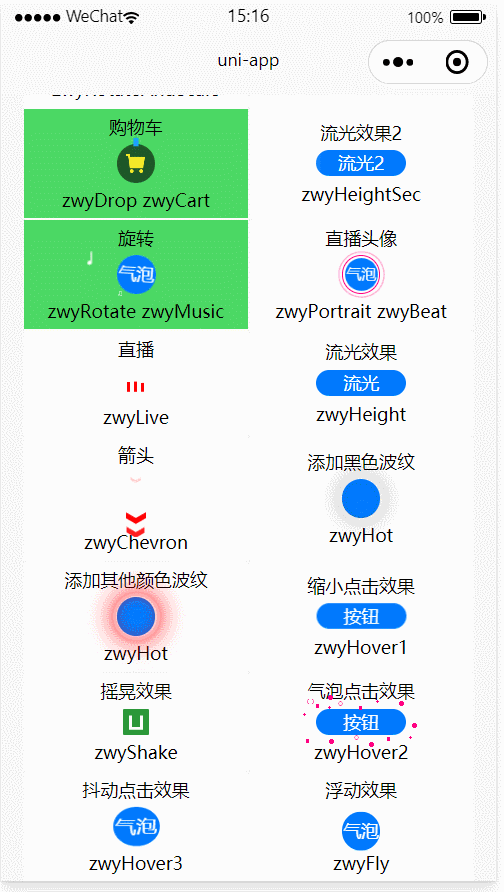 WeChat
15:16
100%
uni-app
购物车
zwyDrop zwyCart
流光效果2
流光2
zwyHeightSec
旋转
气泡
zwyRotate zwyMusic
直播头像
气泡
zwyPortrait zwyBeat
直播
zwyLive
流光效果
流光
zwyHeight
箭头
zwyChevron
添加黑色波纹
zwyHot
添加其他颜色波纹
zwyHot
缩小点击效果
按钮
zwyHover1
摇晃效果
zwyShake
气泡点击效果
按钮
zwyHover2
抖动点击效果
气泡
zwyHover3
浮动效果
气泡
zwyFly